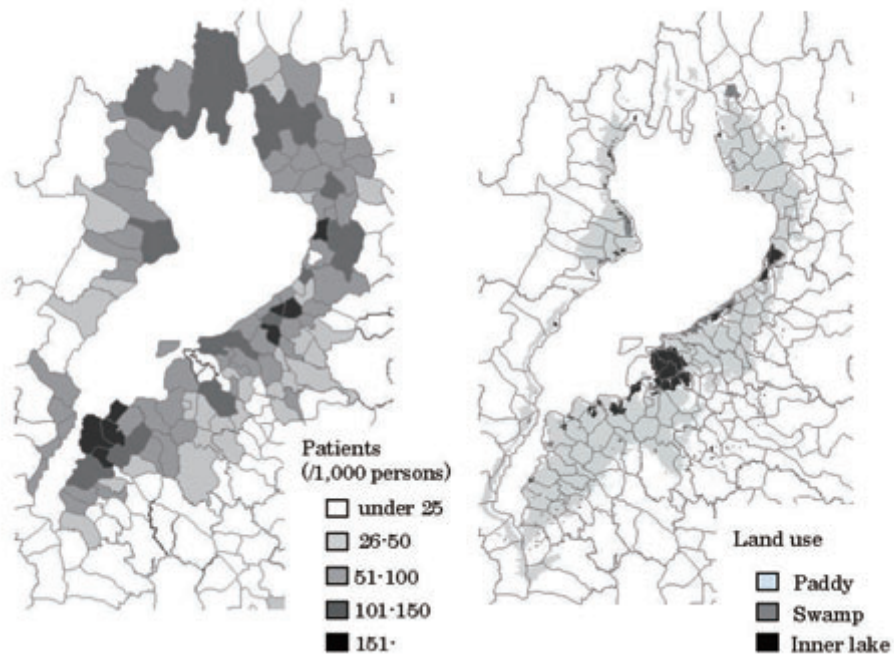 Patients
(/1,000 persons)
under 25
26-50
51-100
101-150
151-
Land use
Paddy
Swamp
Inner lake